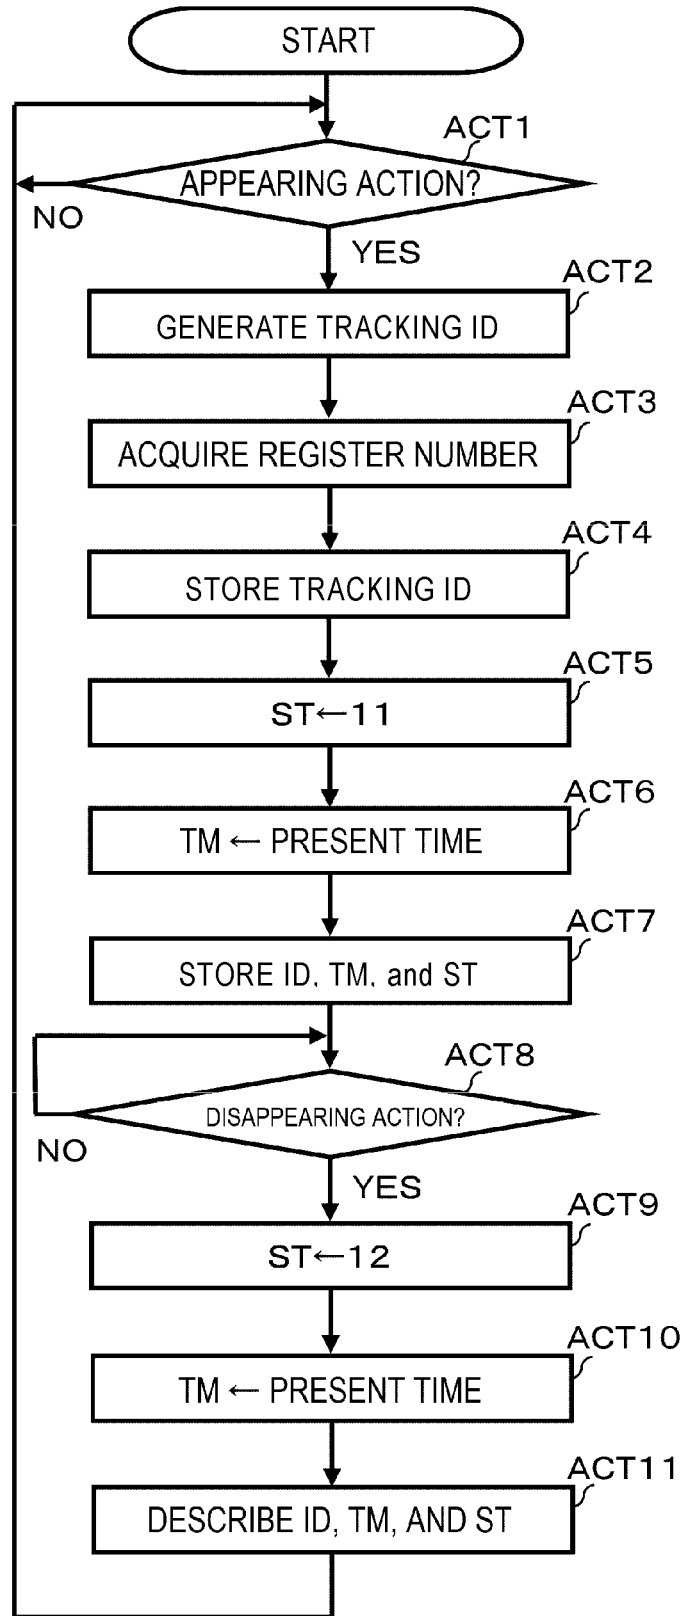 START
ACT1
APPEARING ACTION?
NO
YES
ACT2
GENERATE TRACKING ID
ACT3
ACQUIRE REGISTER NUMBER
ACT4
STORE TRACKING ID
ACT5
ST←11
ACT6
TM ← PRESENT TIME
ACT7
STORE ID, TM, and ST
ACT8
DISAPPEARING ACTION?
NO
YES
ACT9
ST←12
ACT10
TM ← PRESENT TIME
ACT11
DESCRIBE ID, TM, AND ST